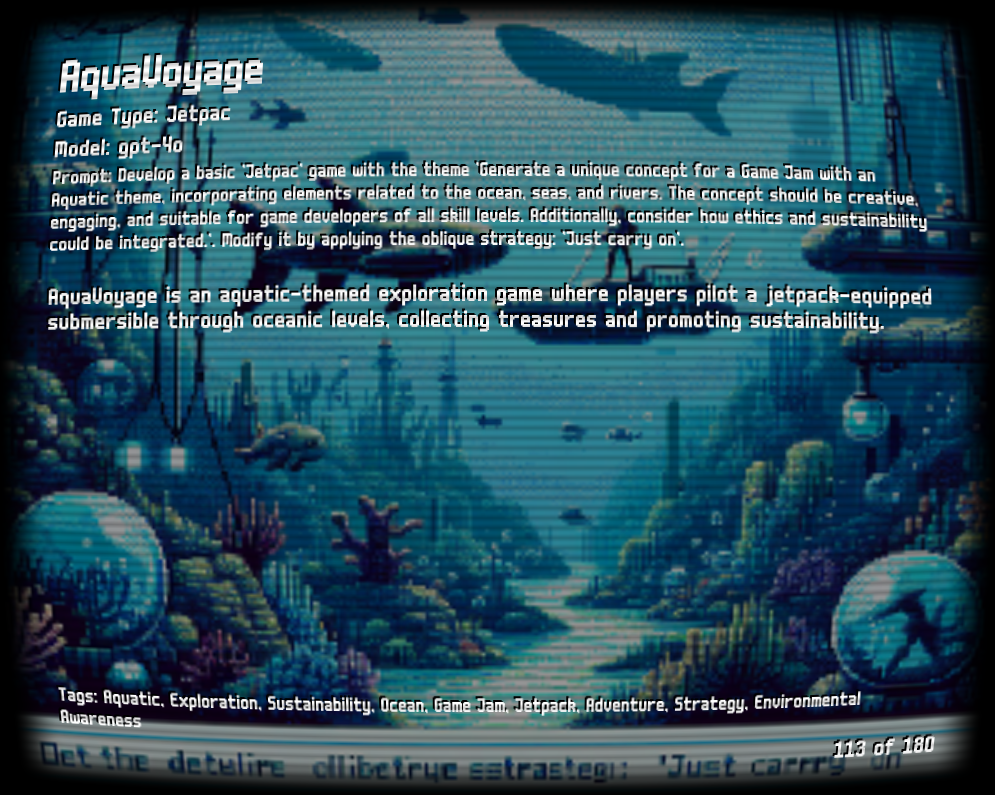 AquaVoyage
Game Type: Jetpac
Model: gpt-4o
Prompt: Develop a basic 'Jetpac' game with the theme 'Generate a unique concept for a Game Jam with an
Aquatic theme, incorporating elements related to the ocean, seas, and rivers. The concept should be creative,
engaging, and suitable for game developers of all skill levels. Additionally, consider how ethics and sustainability
could be integrated.'. Modify it by applying the oblique strategy: 'Just carry on'.
AquaVoyage is an aquatic-themed exploration game where players pilot a jetpack-equipped
submersible through oceanic levels, collecting treasures and promoting sustainability.
Tags: Aquatic, Exploration, Sustainability, Ocean, Game Jam, Jetpack, Adventure, Strategy, Environmental
Awareness
113 of 180
the 'Just